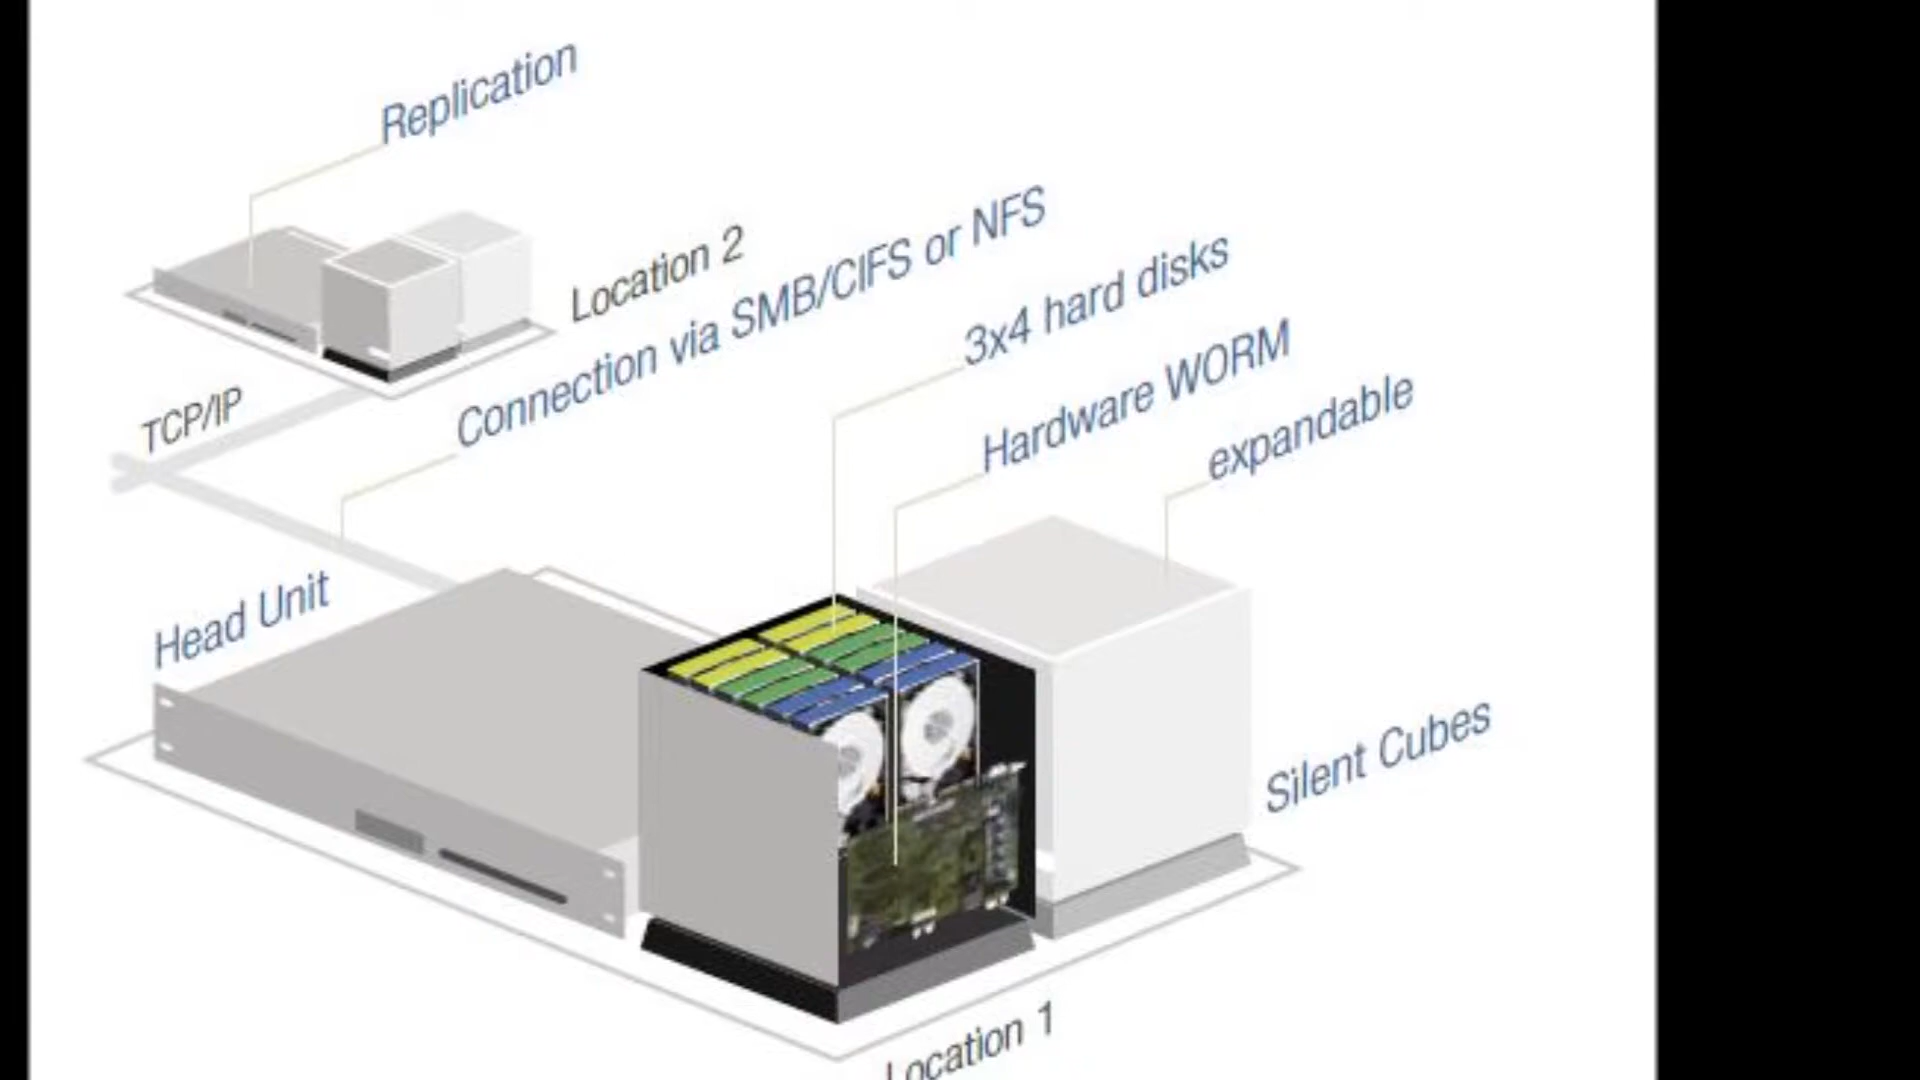 Replication
Location 2
Connection via SMB/CIFS or NFS
3x4 hard disks
Hardware WORM
expandable
TCP/IP
Head Unit
Silent Cubes
Location 1